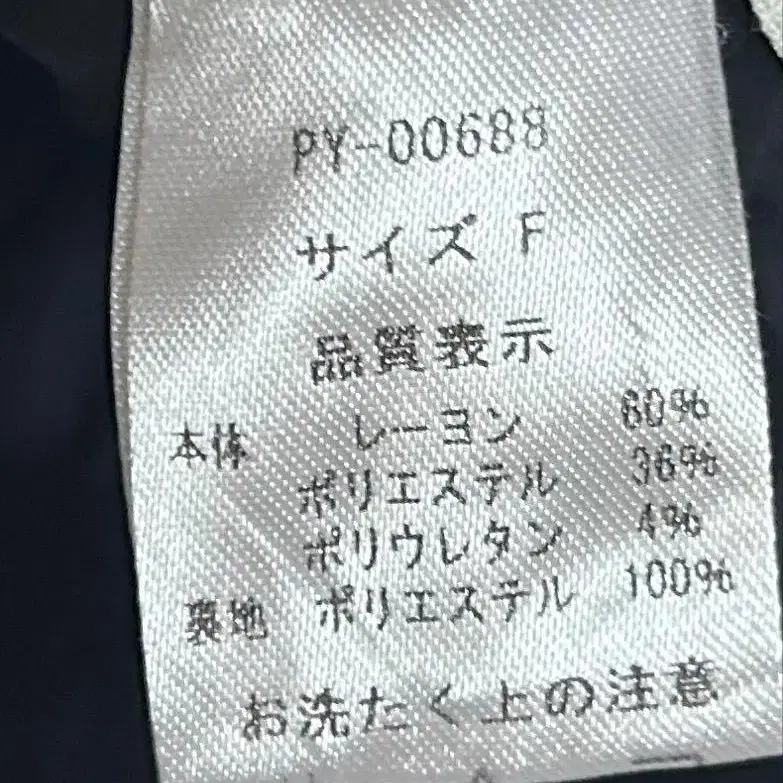 PY-00688
サイズ F
品質表示
本体 レーヨン 60%
ポリエステル 36%
ポリウレタン 4%
裏地 ポリエステル 100%
お洗たく上の注意